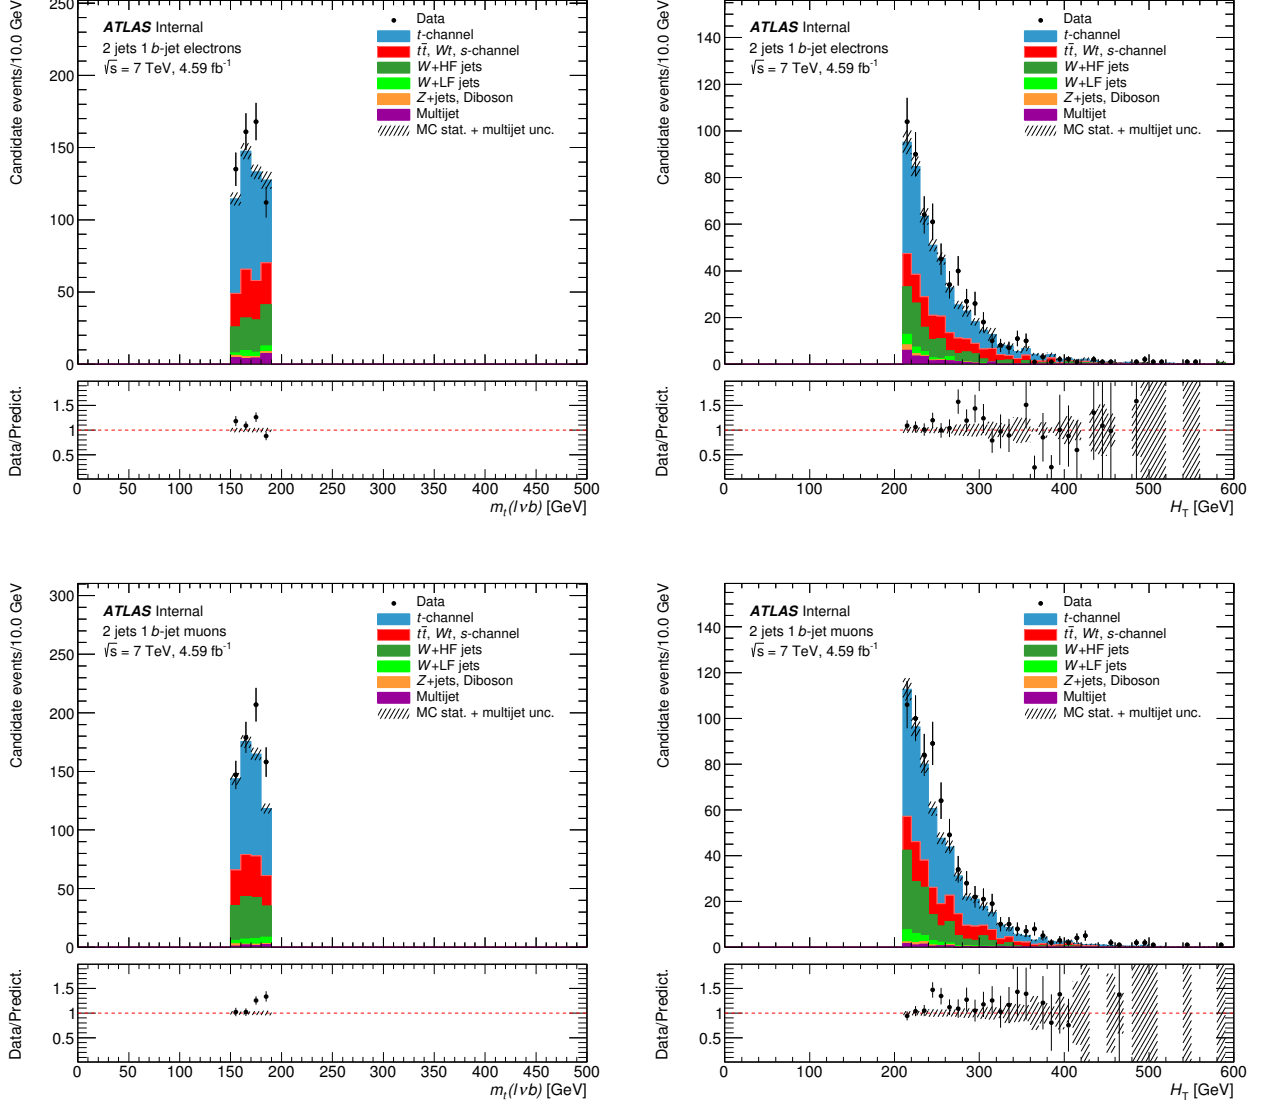 Candidate events/10.0 GeV
250
200
150
100
50
0
ATLAS Internal
2 jets 1 b-jet electrons
√s = 7 TeV, 4.59 fb⁻¹
Data
t-channel
tt̄, Wt, s-channel
W+HF jets
W+LF jets
Z+jets, Diboson
Multijet
MC stat. + multijet unc.
Data/Predict.
1.5
1
0.5
0 50 100 150 200 250 300 350 400 450 500
m_t(lνb) [GeV]
Candidate events/10.0 GeV
140
120
100
80
60
40
20
0
ATLAS Internal
2 jets 1 b-jet electrons
√s = 7 TeV, 4.59 fb⁻¹
Data
t-channel
tt̄, Wt, s-channel
W+HF jets
W+LF jets
Z+jets, Diboson
Multijet
MC stat. + multijet unc.
Data/Predict.
1.5
1
0.5
0 100 200 300 400 500 600
H_T [GeV]
Candidate events/10.0 GeV
300
250
200
150
100
50
0
ATLAS Internal
2 jets 1 b-jet muons
√s = 7 TeV, 4.59 fb⁻¹
Data
t-channel
tt̄, Wt, s-channel
W+HF jets
W+LF jets
Z+jets, Diboson
Multijet
MC stat. + multijet unc.
Data/Predict.
1.5
1
0.5
0 50 100 150 200 250 300 350 400 450 500
m_t(lνb) [GeV]
Candidate events/10.0 GeV
140
120
100
80
60
40
20
0
ATLAS Internal
2 jets 1 b-jet muons
√s = 7 TeV, 4.59 fb⁻¹
Data
t-channel
tt̄, Wt, s-channel
W+HF jets
W+LF jets
Z+jets, Diboson
Multijet
MC stat. + multijet unc.
Data/Predict.
1.5
1
0.5
0 100 200 300 400 500 600
H_T [GeV]